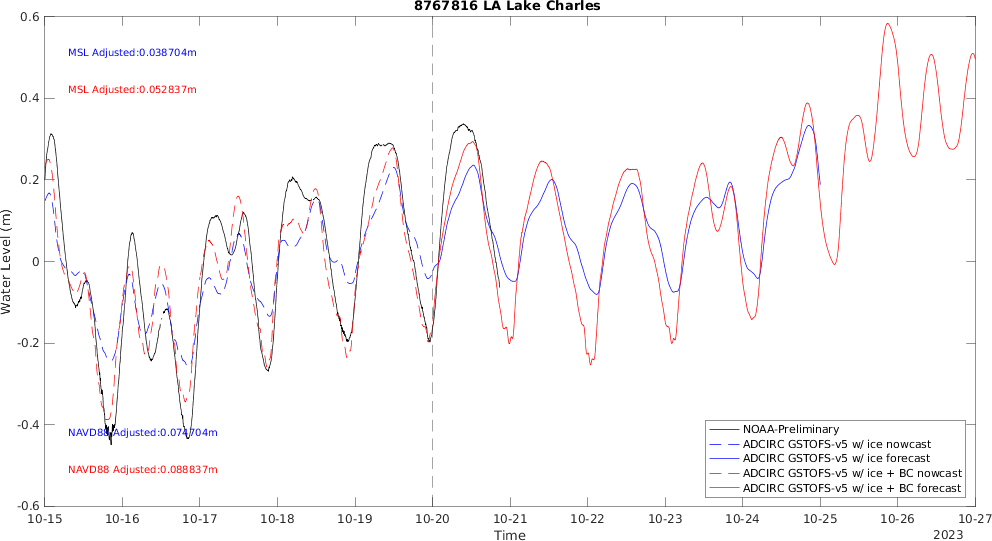 8767816 LA Lake Charles
0.6
0.4
0.2
0
-0.2
-0.4
-0.6
Water Level (m)
MSL Adjusted:0.038704m
MSL Adjusted:0.052837m
NAVD88 Adjusted:0.074704m
NAVD88 Adjusted:0.088837m
NOAA-Preliminary
ADCIRC GSTOFS-v5 w/ ice nowcast
ADCIRC GSTOFS-v5 w/ ice forecast
ADCIRC GSTOFS-v5 w/ ice + BC nowcast
ADCIRC GSTOFS-v5 w/ ice + BC forecast
10-15 10-16 10-17 10-18 10-19 10-20 10-21 10-22 10-23 10-24 10-25 10-26 10-27
Time
2023